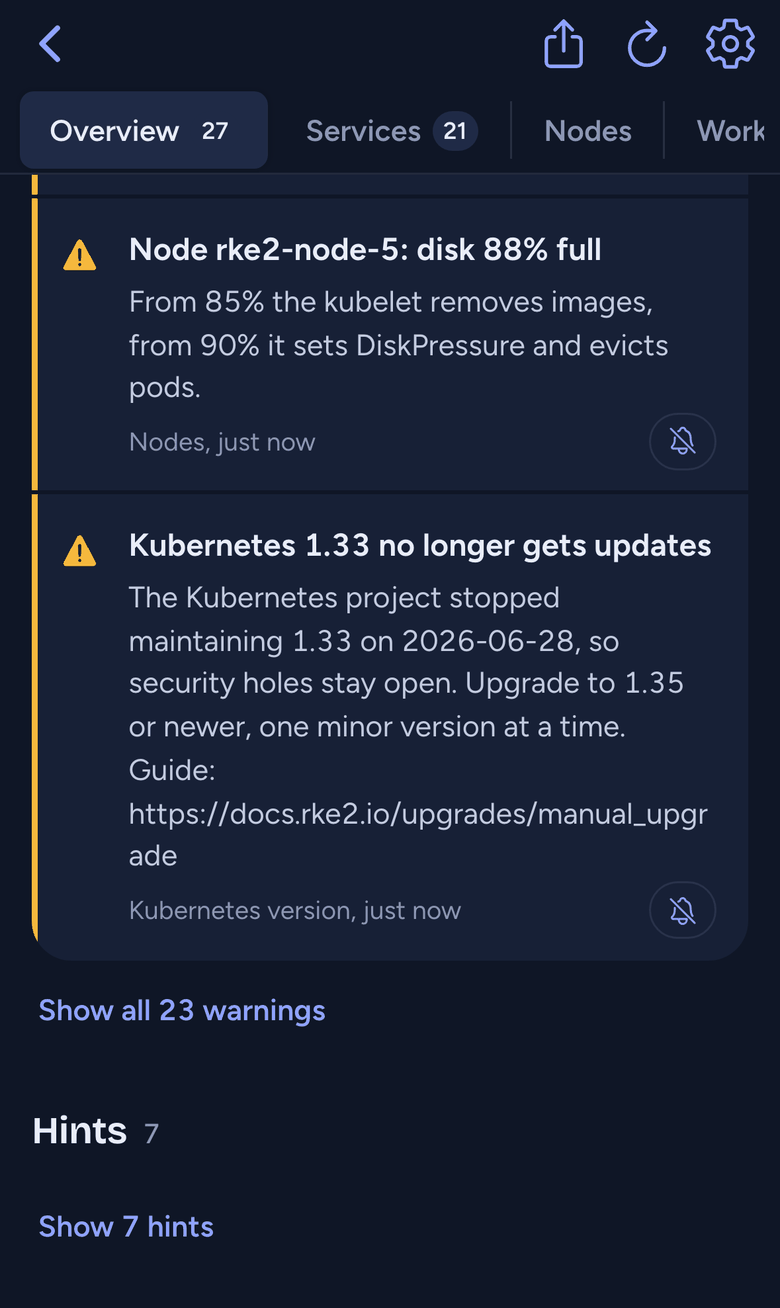 Overview 27 Services 21 Nodes Work
Node rke2-node-5: disk 88% full
From 85% the kubelet removes images,
from 90% it sets DiskPressure and evicts
pods.
Nodes, just now
Kubernetes 1.33 no longer gets updates
The Kubernetes project stopped
maintaining 1.33 on 2026-06-28, so
security holes stay open. Upgrade to 1.35
or newer, one minor version at a time.
Guide:
https://docs.rke2.io/upgrades/manual_upgr
ade
Kubernetes version, just now
Show all 23 warnings
Hints 7
Show 7 hints